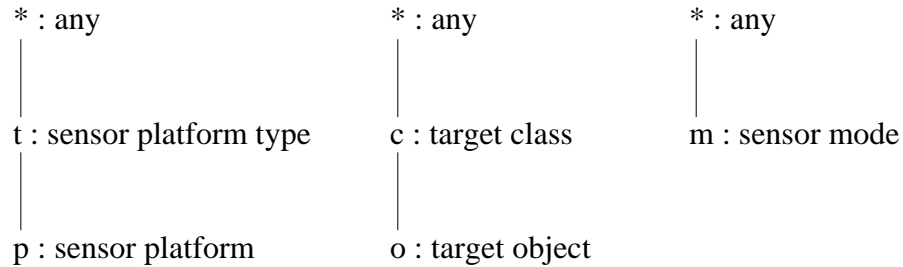 * : any * : any * : any
t : sensor platform type c : target class m : sensor mode
p : sensor platform o : target object